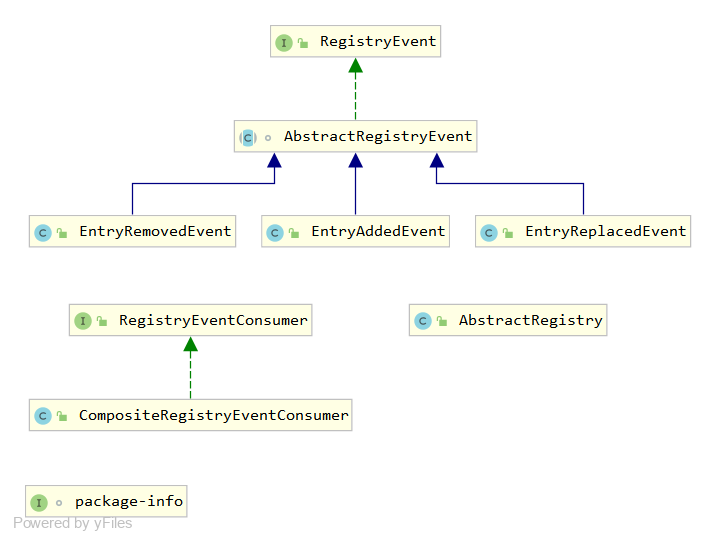 I RegistryEvent
C AbstractRegistryEvent
C EntryRemovedEvent
C EntryAddedEvent
C EntryReplacedEvent
I RegistryEventConsumer
C AbstractRegistry
C CompositeRegistryEventConsumer
I package-info
Powered by yFiles